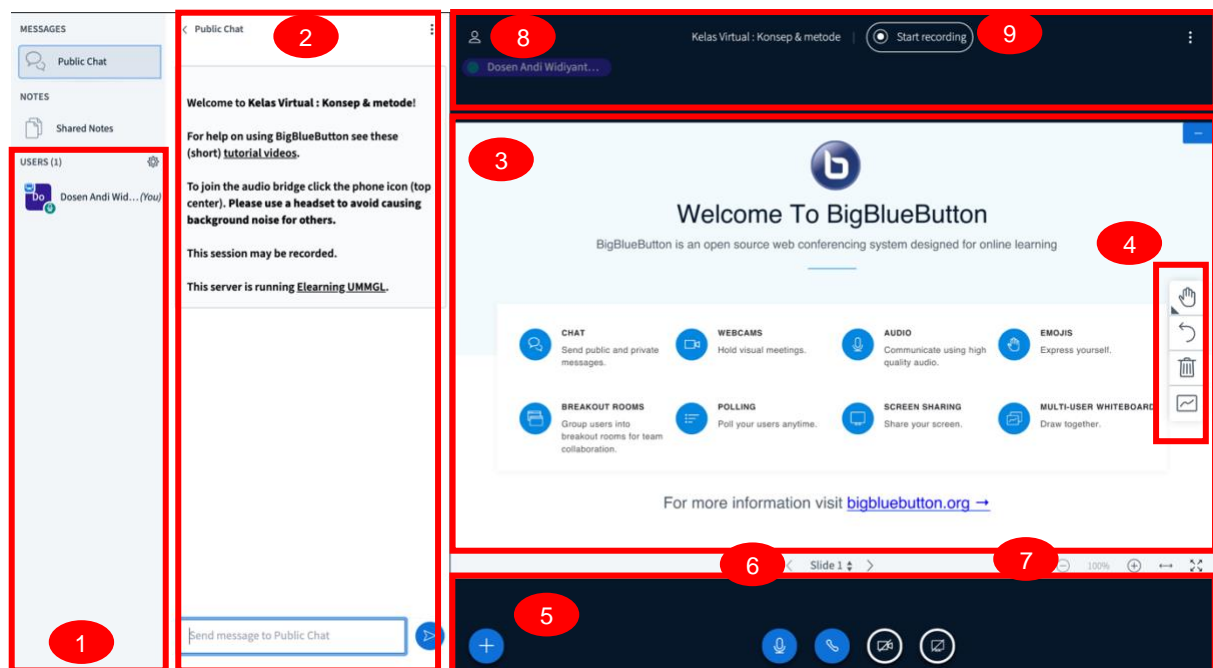 MESSAGES
Public Chat
NOTES
Shared Notes
USERS (1)
Do
Dosen Andi Wid...(You)
1
Public Chat
2
Welcome to Kelas Virtual : Konsep & metode!
For help on using BigBlueButton see these
(short) tutorial videos.
To join the audio bridge click the phone icon (top
center). Please use a headset to avoid causing
background noise for others.
This session may be recorded.
This server is running Elearning UMMGL.
Send message to Public Chat
8
Kelas Virtual : Konsep & metode
Start recording
9
Dosen Andi Widiyant...
3
Welcome To BigBlueButton
BigBlueButton is an open source web conferencing system designed for online learning
4
CHAT
Send public and private
messages.
WEBCAMS
Hold visual meetings.
AUDIO
Communicate using high
quality audio.
EMOJIS
Express yourself.
BREAKOUT ROOMS
Group users into
breakout rooms for team
collaboration.
POLLING
Poll your users anytime.
SCREEN SHARING
Share your screen.
MULTI-USER WHITEBOARD
Draw together.
For more information visit bigbluebutton.org →
6
Slide 1
7
100%
5